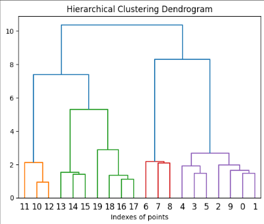 Hierarchical Clustering Dendrogram
10
8
6
4
2
0
11 10 12 13 14 15 19 18 16 17 6 7 8 4 3 5 2 9 0 1
Indexes of points